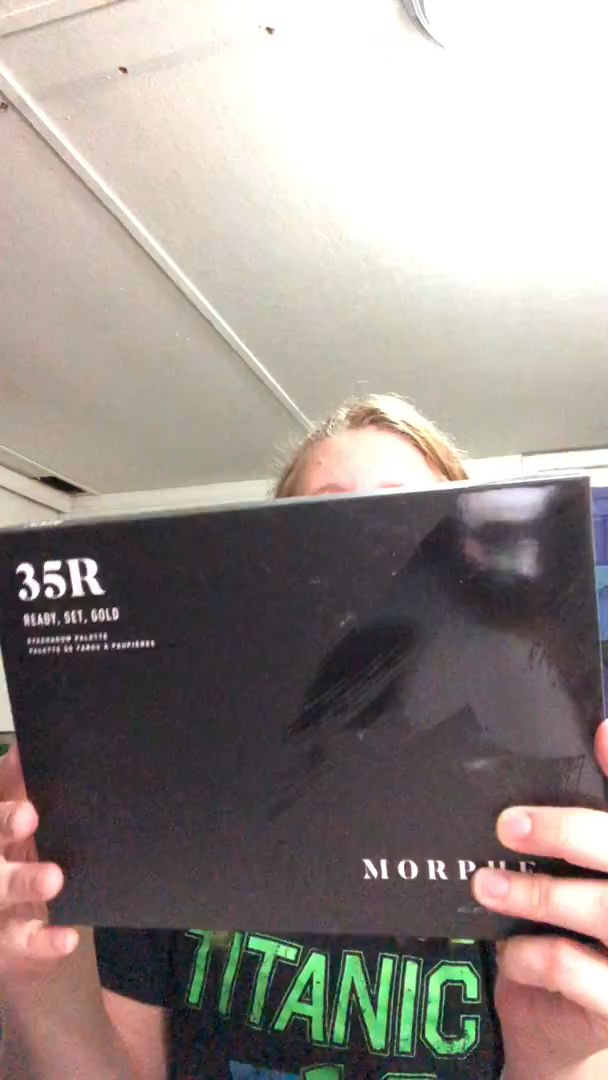 35R
READY, SET, GOLD
EYESHADOW PALETTE
PALETTE DE FARDS À PAUPIÈRES
MORPHE
TITANIC